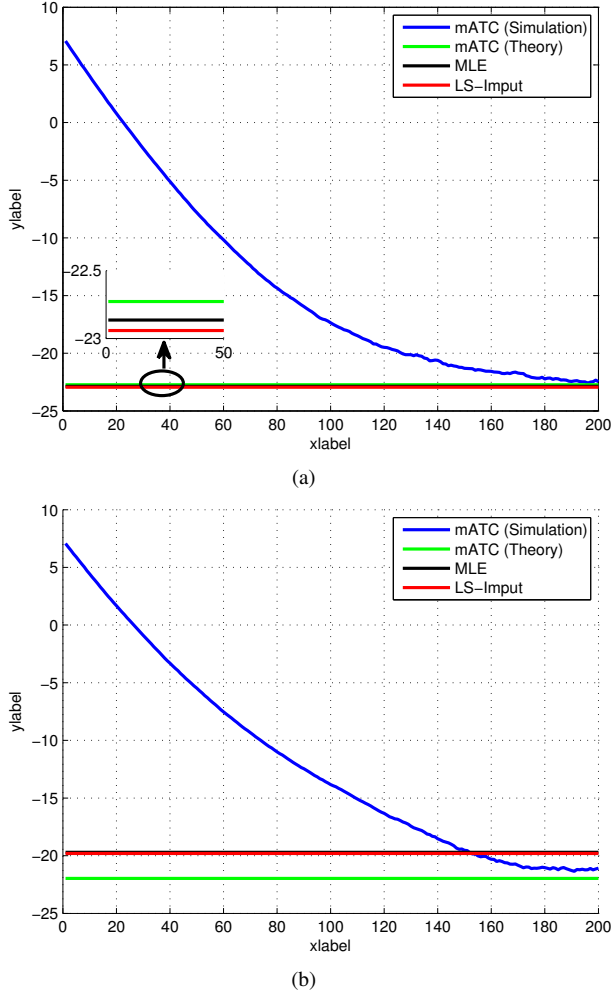 10
5
0
−5
−10
−15
−20
−25
ylabel
mATC (Simulation)
mATC (Theory)
MLE
LS−Imput
−22.5
−23
0 50
0 20 40 60 80 100 120 140 160 180 200
xlabel
(a)
10
5
0
−5
−10
−15
−20
−25
ylabel
mATC (Simulation)
mATC (Theory)
MLE
LS−Imput
0 20 40 60 80 100 120 140 160 180 200
xlabel
(b)